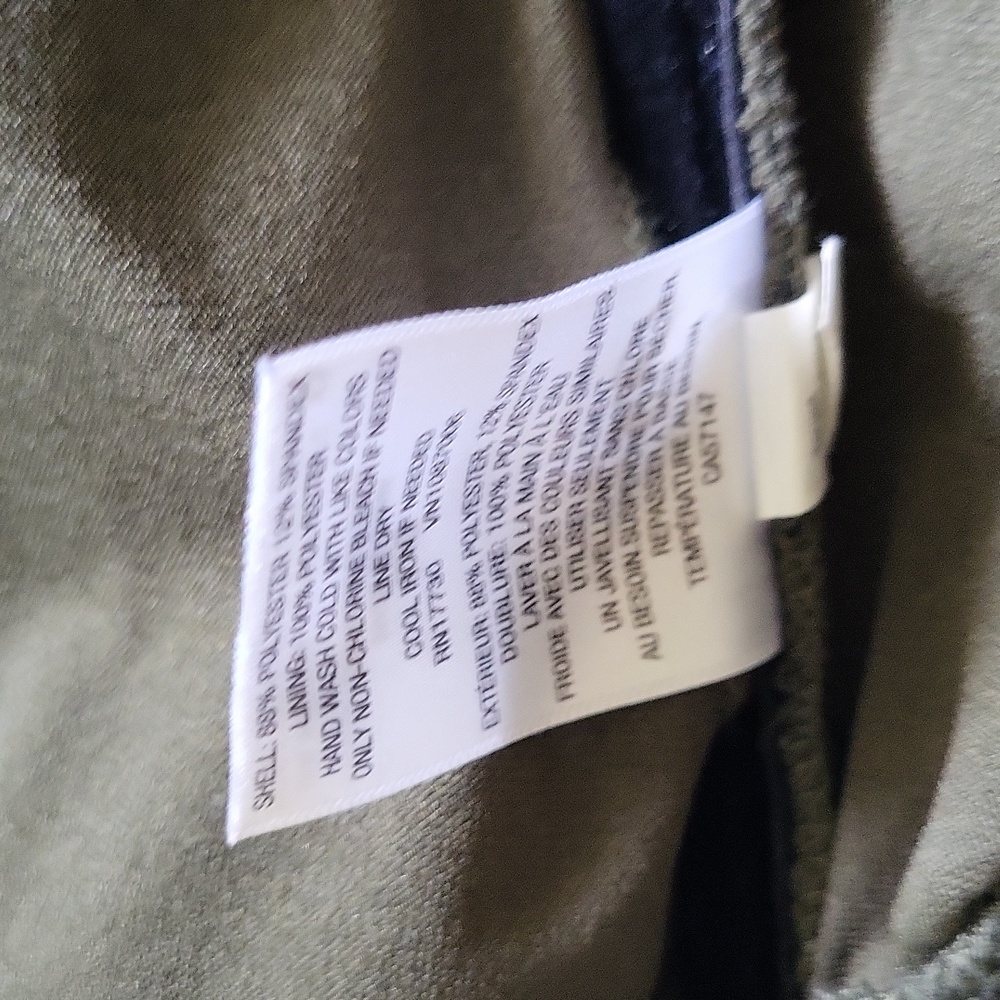 SHELL: 88% POLYESTER 12% SPANDEX
LINING: 100% POLYESTER
HAND WASH COLD WITH LIKE COLORS
ONLY NON-CHLORINE BLEACH IF NEEDED
LINE DRY
COOL IRON IF NEEDED
RN17730
EXTÉRIEUR: 88% POLYESTER 12% SPANDEX
DOUBLURE: 100% POLYESTER
LAVER À LA MAIN À L'EAU
FROIDE AVEC DES COULEURS SIMILAIRES.
UTILISER SEULEMENT
UN JAVELISANT SANS CHLORE
AU BESOIN SUSPENDRE POUR SÉCHER
REPASSER À BASSE
TEMPÉRATURE AU BESOIN
CA57147